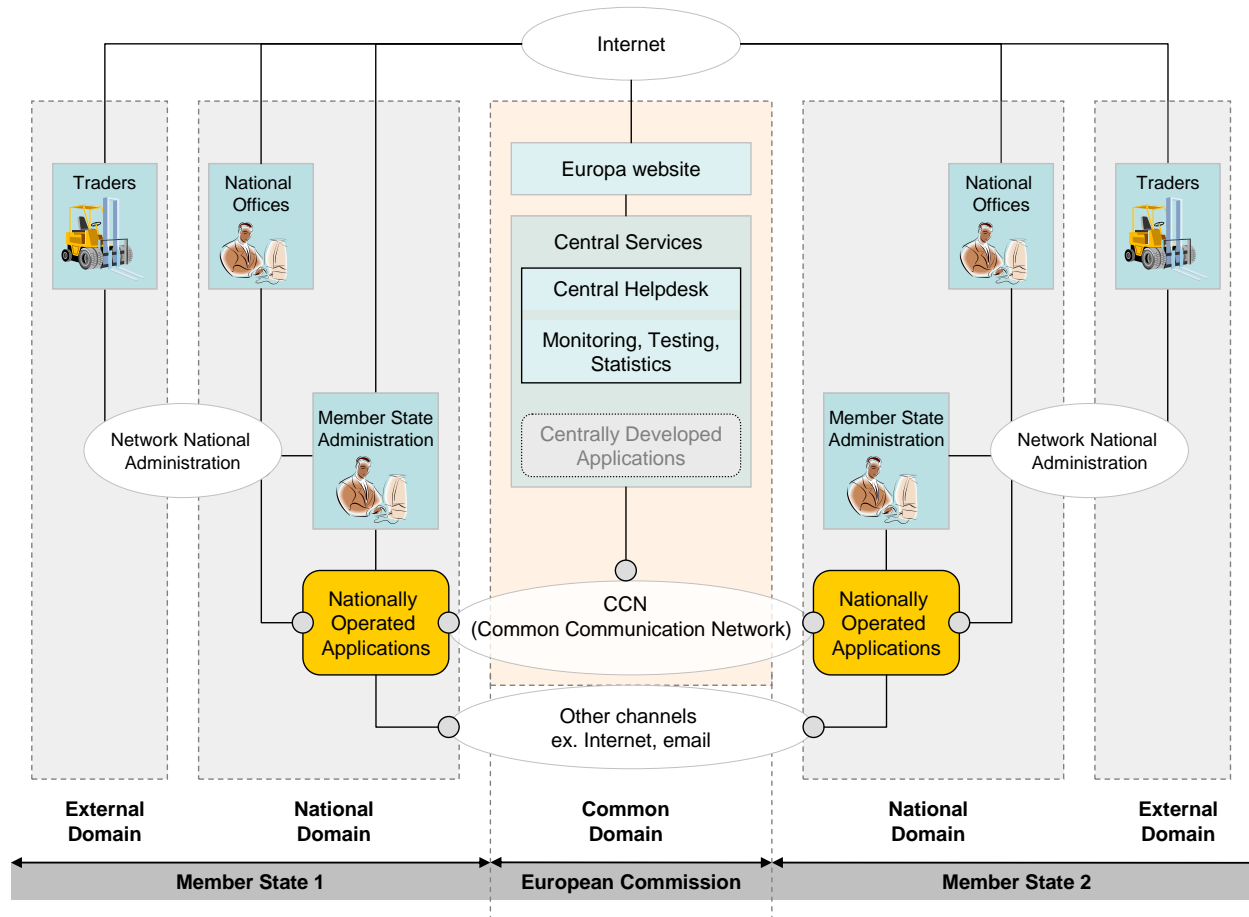 Internet
Traders
National
Offices
Europa website
National
Offices
Traders
Central Services
Central Helpdesk
Monitoring, Testing,
Statistics
Member State
Administration
Network National
Administration
Centrally Developed
Applications
Member State
Administration
Network National
Administration
Nationally
Operated
Applications
CCN
(Common Communication Network)
Nationally
Operated
Applications
Other channels
ex. Internet, email
External
Domain
National
Domain
Common
Domain
National
Domain
External
Domain
Member State 1
European Commission
Member State 2